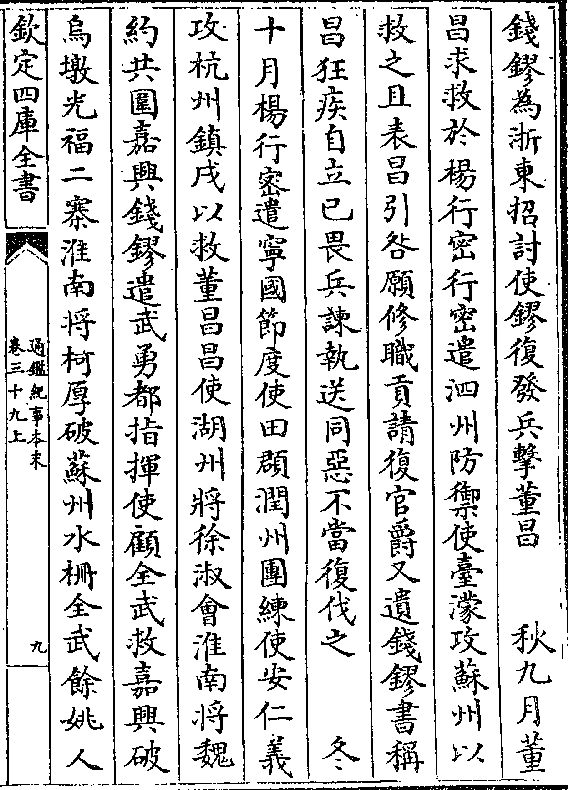 錢鏐為浙東招討使鏐復發兵擊董昌　秋九月董
昌求救於楊行密行密遣泗州防禦使臺濛攻蘇州以
救之且表昌引咎願修職貢請復官爵又遺錢鏐書稱
昌狂疾自立已畏兵諫執送同惡不當復伐之　冬
十月楊行密遣寧國節度使田頵潤州團練使安仁義
攻杭州鎮戍以救董昌昌使湖州將徐淑會淮南將魏
約共圍嘉興錢鏐遣武勇都指揮使顧全武救嘉興破
烏墩光福二寨淮南將柯厚破蘇州水柵全武餘姚人
欽定四庫全書
通鑑紀事本末
卷三十九上
九